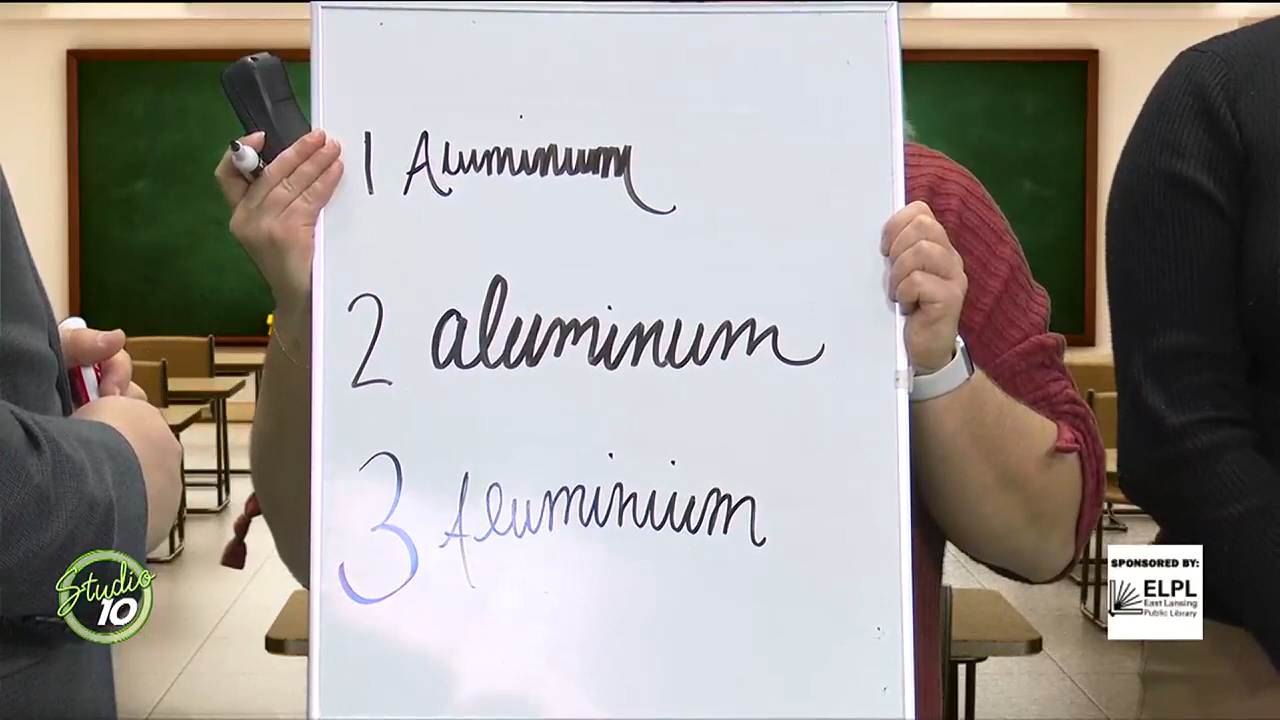 1 Aluminum
2 aluminum
3 Aluminium
Studio
10
SPONSORED BY:
ELPL
East Lansing
Public Library